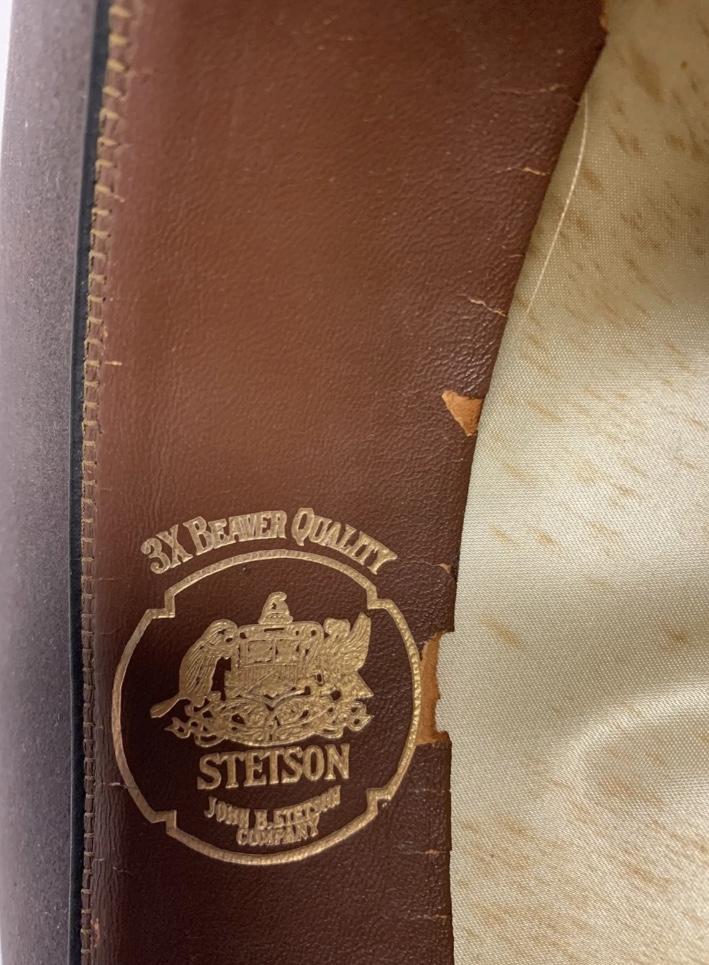 3X BEAVER QUALITY
STETSON
JOHN B. STETSON
COMPANY